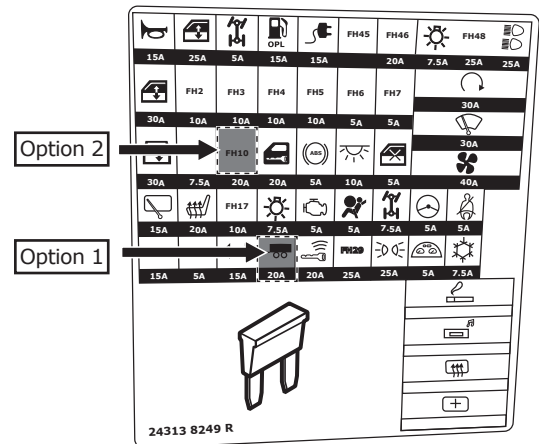 OPL FH45 FH46 FH48
15A 25A 5A 15A 15A 20A 7.5A 25A 25A
FH2 FH3 FH4 FH5 FH6 FH7
30A
30A 10A 10A 10A 10A 5A 5A
30A
Option 2
FH10 ABS
30A 7.5A 20A 20A 5A 10A 5A 40A
FH17
15A 20A 10A 7.5A 5A 5A 7.5A 5A 5A
Option 1
FH29
15A 5A 15A 20A 20A 25A 25A 5A 7.5A
24313 8249 R